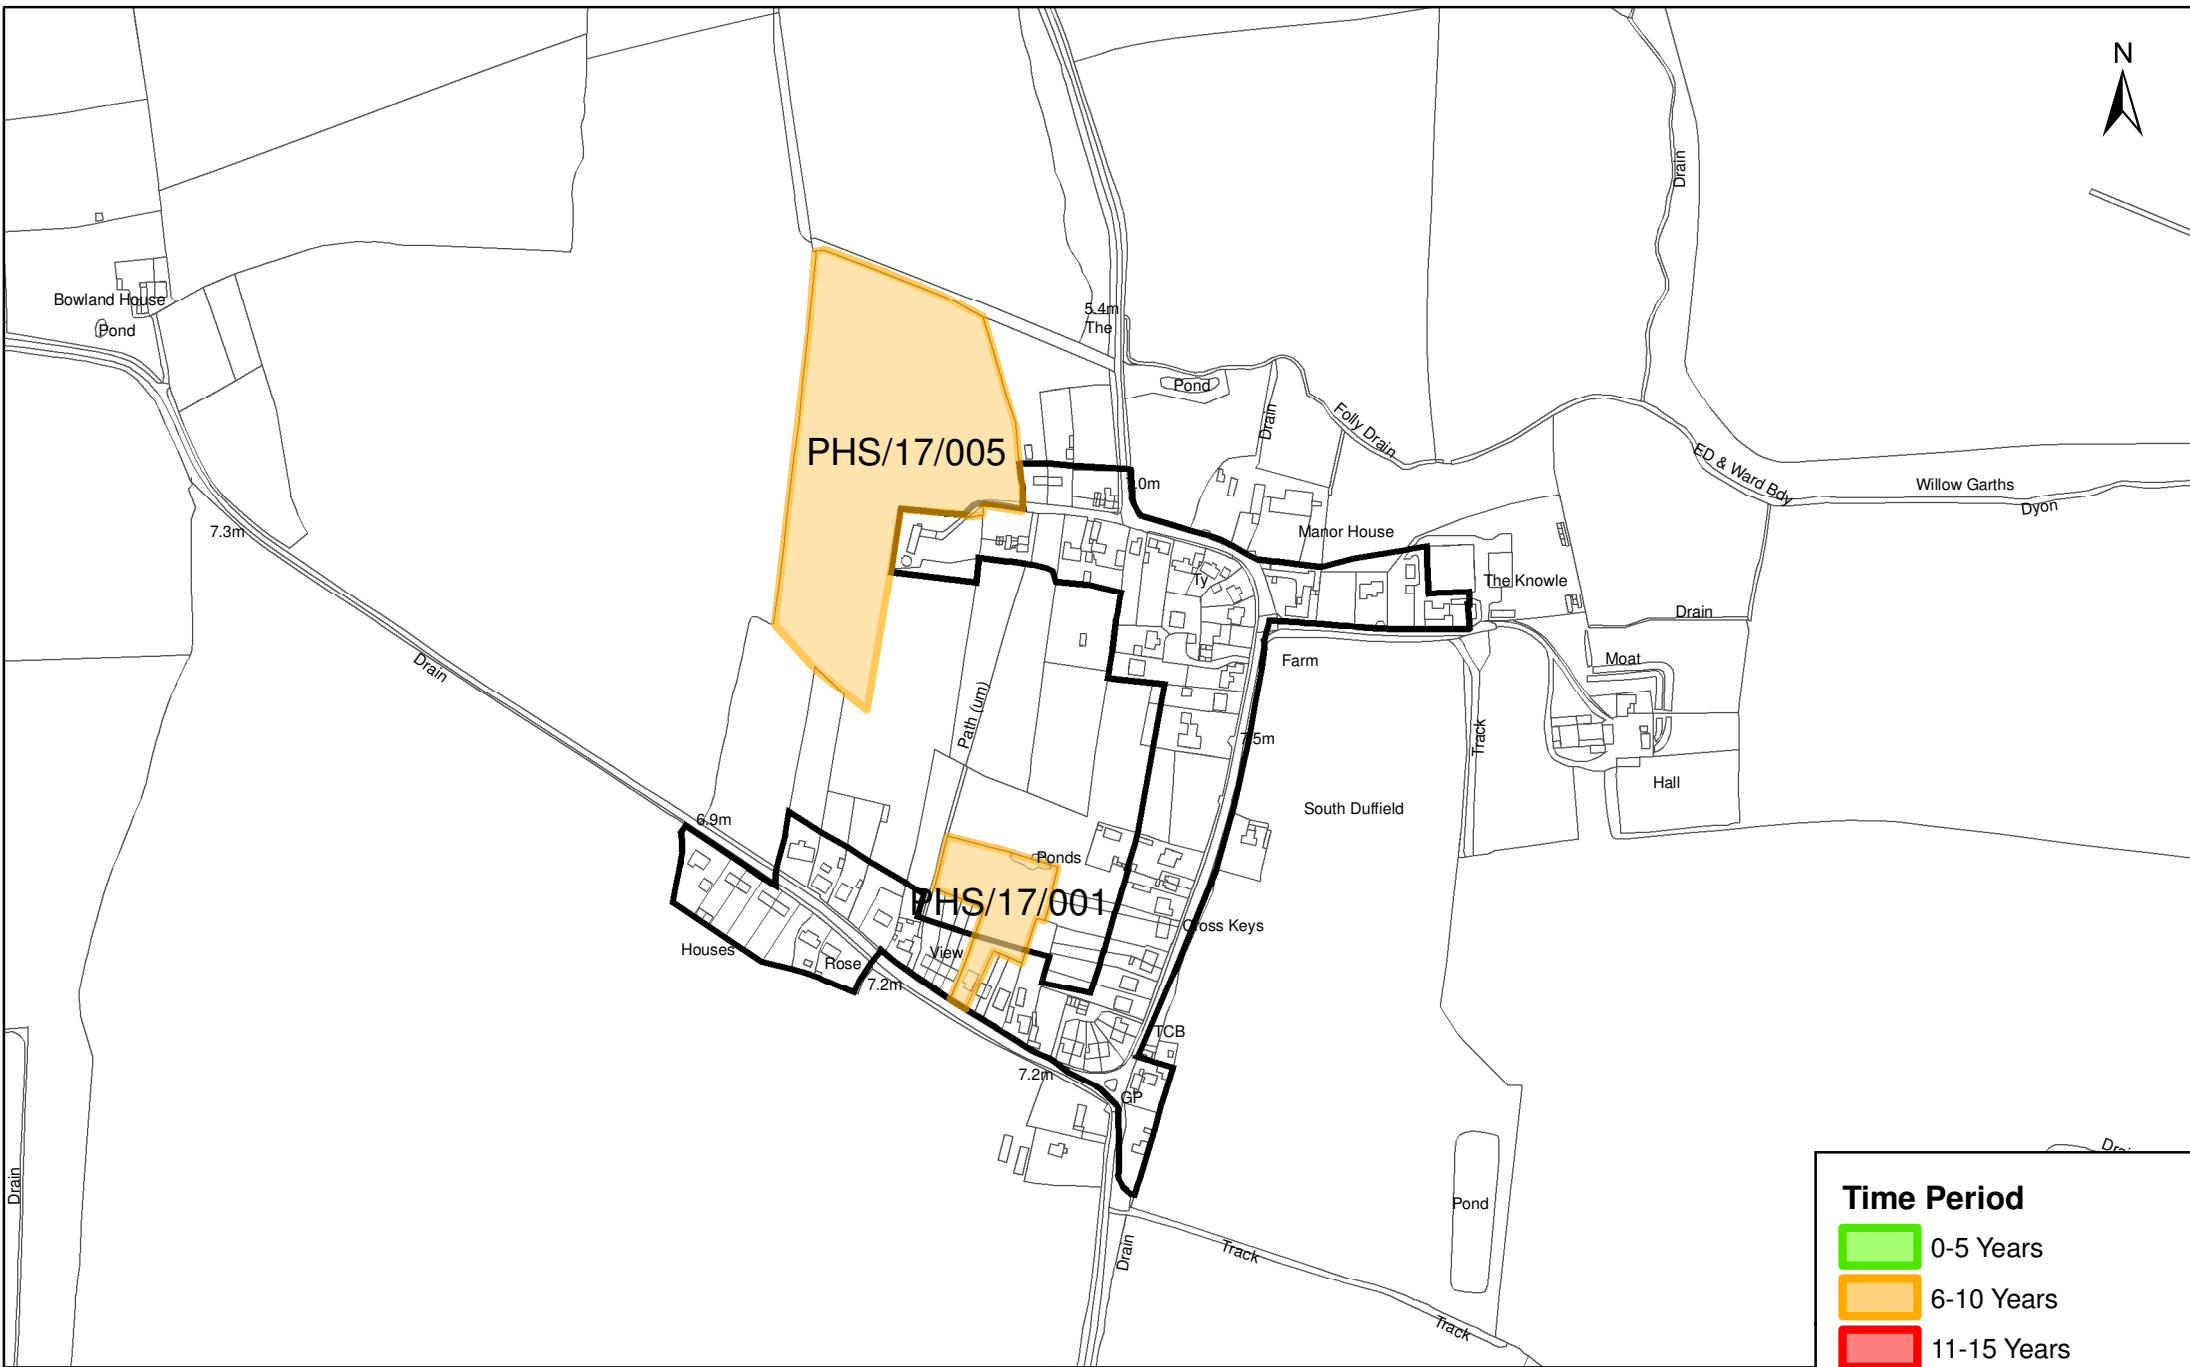 N
Drain
Bowland House
Pond
5.4m
The
Pond
Drain
Folly Drain
PHS/17/005
ED & Ward Bdy
Willow Garths
Dyon
.0m
7.3m
Manor House
Ty
The Knowle
Drain
Farm
Moat
Drain
Path (um)
Track
7.5m
Hall
South Duffield
6.9m
Ponds
PHS/17/001
Cross Keys
Houses
View
Rose
7.2m
TCB
7.2m
GP
Drain
Pond
Drain
Track
Track
Time Period
0-5 Years
6-10 Years
11-15 Years